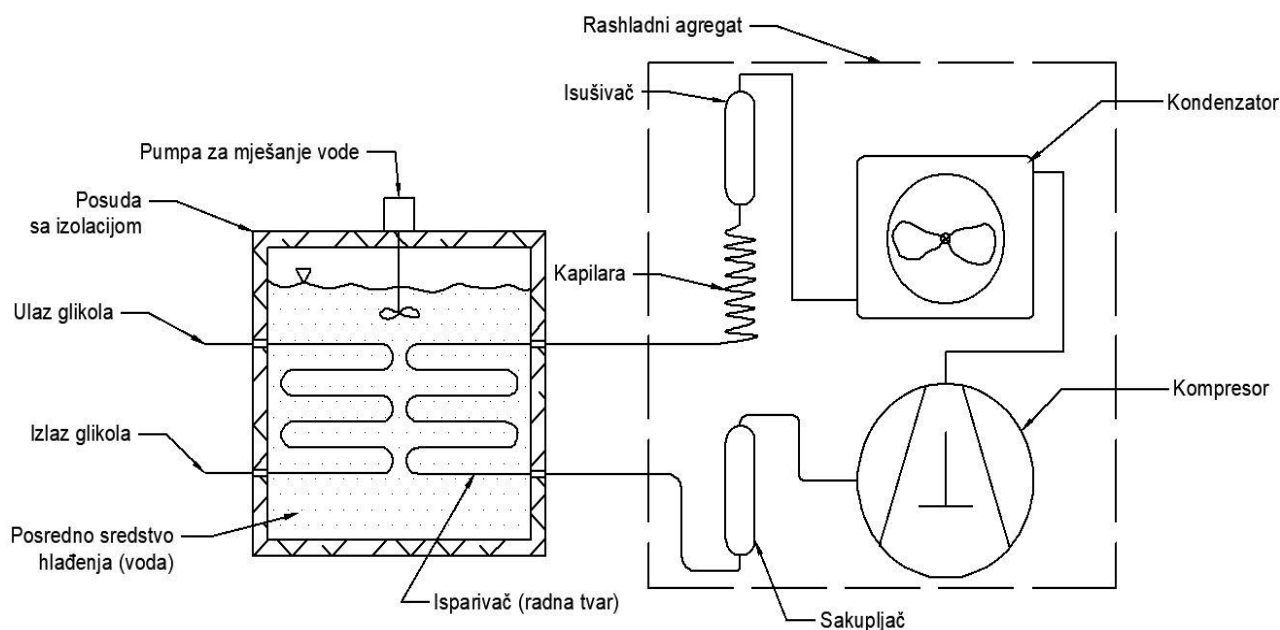 Rashladni agregat
Isušivač
Kondenzator
Pumpa za mješanje vode
Posuda
sa izolacijom
Kapilara
Ulaz glikola
Kompresor
Izlaz glikola
Posredno sredstvo
hlađenja (voda)
Isparivač (radna tvar)
Sakupljač